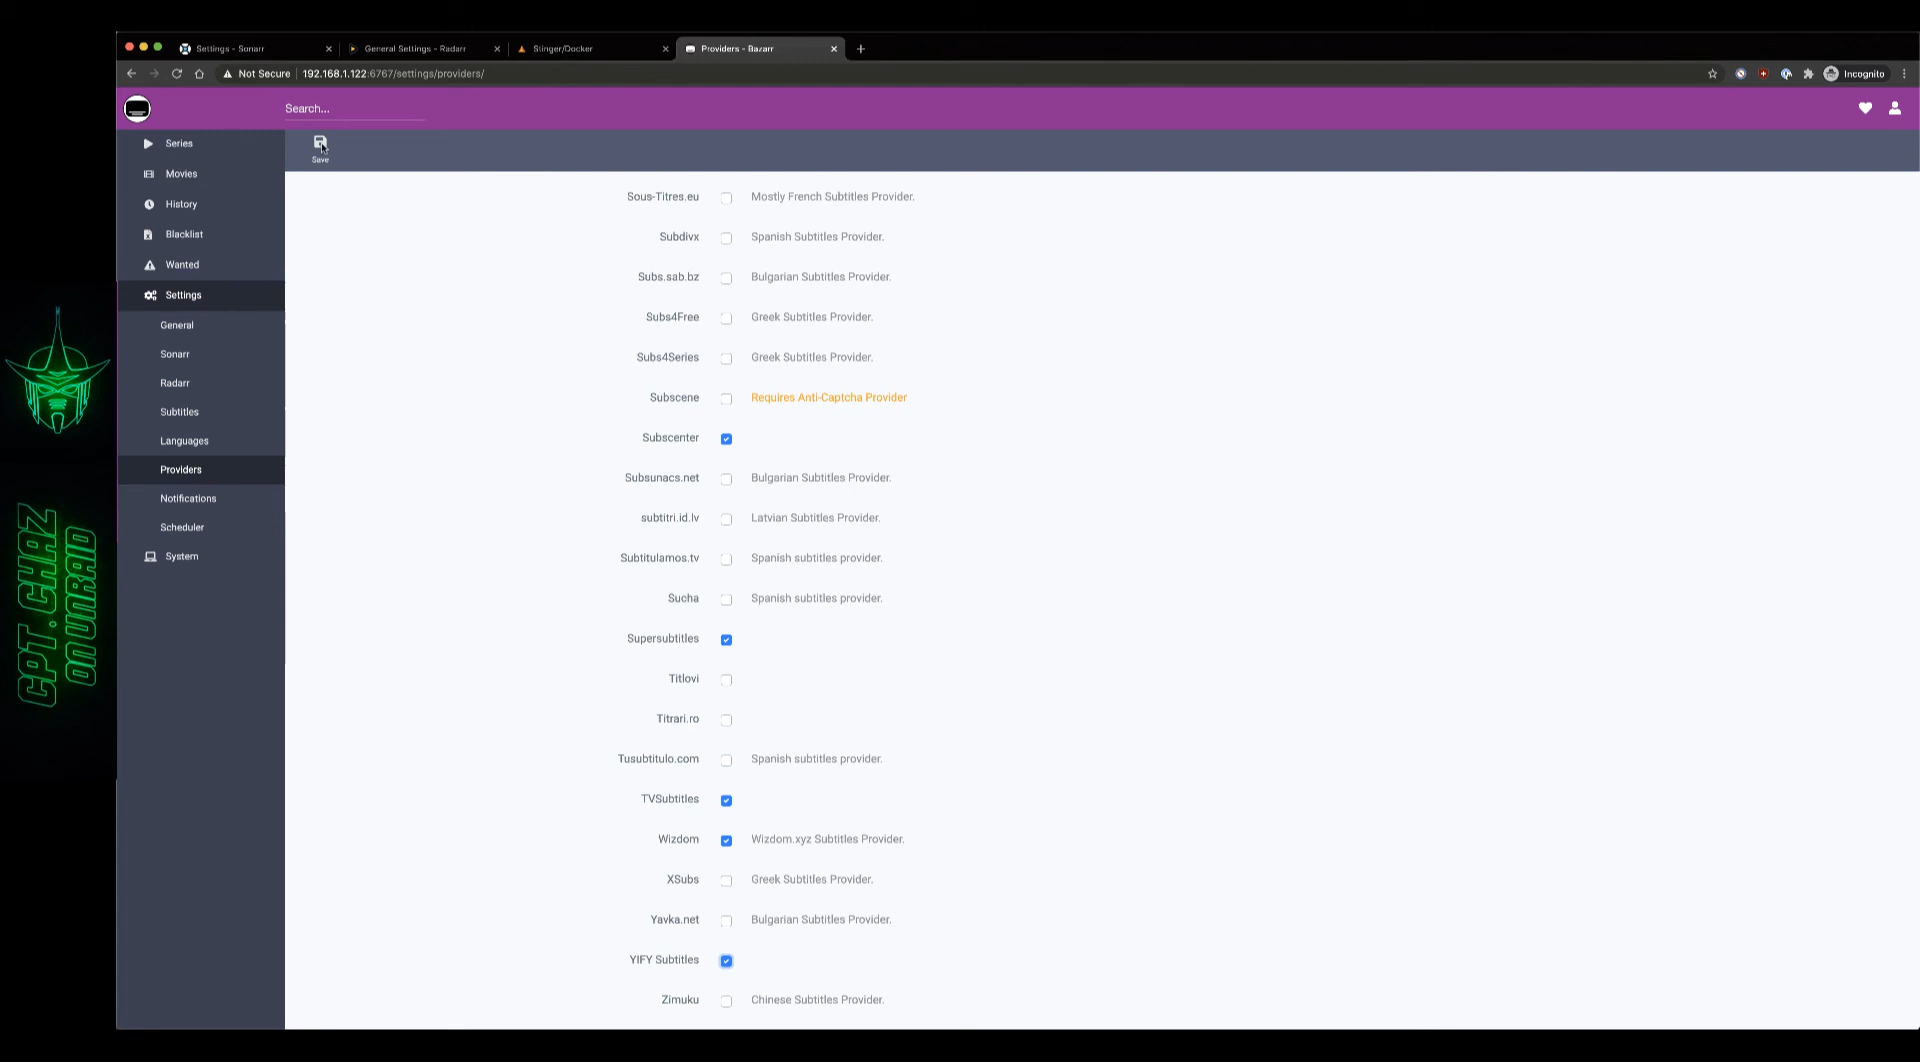 Settings - Sonarr
General Settings - Radarr
Stinger/Docker
Providers - Bazarr
Not Secure
192.168.1.122:6767/settings/providers/
Incognito
Search...
Save
Series
Movies
History
Blacklist
Wanted
Settings
General
Sonarr
Radarr
Subtitles
Languages
Providers
Notifications
Scheduler
System
Sous-Titres.eu Mostly French Subtitles Provider.
Subdivx Spanish Subtitles Provider.
Subs.sab.bz Bulgarian Subtitles Provider.
Subs4Free Greek Subtitles Provider.
Subs4Series Greek Subtitles Provider.
Subscene Requires Anti-Captcha Provider
Subscenter
Subsunacs.net Bulgarian Subtitles Provider.
subtitri.id.lv Latvian Subtitles Provider.
Subtitulamos.tv Spanish subtitles provider.
Sucha Spanish subtitles provider.
Supersubtitles
Titlovi
Titrari.ro
Tusubtitulo.com Spanish subtitles provider.
TVSubtitles
Wizdom Wizdom.xyz Subtitles Provider.
XSubs Greek Subtitles Provider.
Yavka.net Bulgarian Subtitles Provider.
YIFY Subtitles
Zimuku Chinese Subtitles Provider.
CPT.CHAZ
ON UNRAID